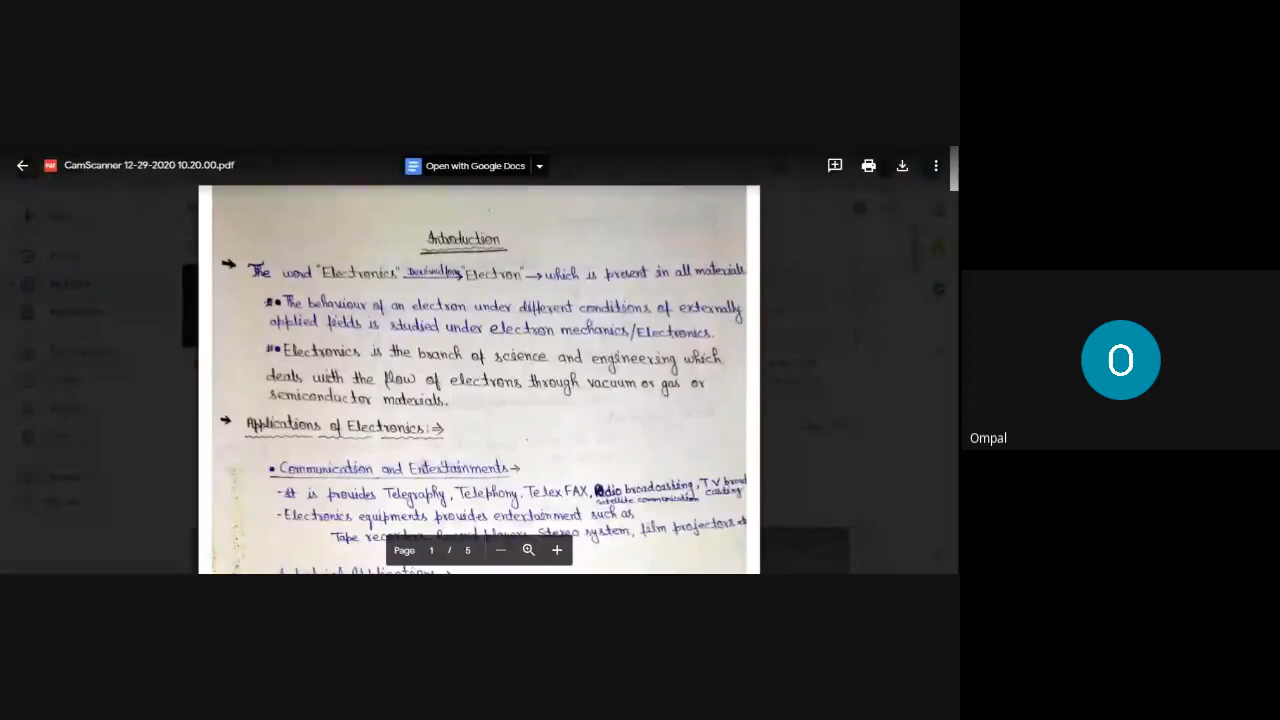 CamScanner 12-29-2020 10.20.00.pdf
Open with Google Docs
Introduction
The word "Electronics" Derived from "Electron" → which is present in all materials
• The behaviour of an electron under different conditions of externally
applied fields is studied under electron mechanics/Electronics.
• Electronics is the branch of science and engineering which
deals with the flow of electrons through vacuum or gas or
semiconductor materials.
→ Applications of Electronics:⇒
• Communication and Entertainments→
-It is provides Telegraphy, Telephony, Telex FAX, Radio broadcasting, T.V broad
satellite communication casting
-Electronics equipments provides entertainment such as
Tape Stereo system, film projectors
Page 1 / 5
O
Ompal